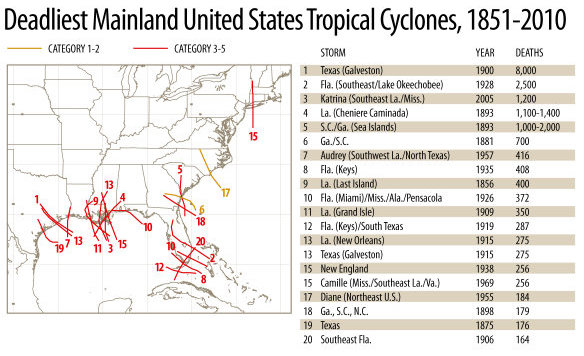 Deadliest Mainland United States Tropical Cyclones, 1851-2010
CATEGORY 1-2
CATEGORY 3-5
15
5
13
17
1
9
4
6
18
10
13
7
19
11
3
15
10
20
2
12
8
STORM YEAR DEATHS
1 Texas (Galveston) 1900 8,000
2 Fla. (Southeast/Lake Okeechobee) 1928 2,500
3 Katrina (Southeast La./Miss.) 2005 1,200
4 La. (Cheniere Caminada) 1893 1,100-1,400
5 S.C./Ga. (Sea Islands) 1893 1,000-2,000
6 Ga./S.C. 1881 700
7 Audrey (Southwest La./North Texas) 1957 416
8 Fla. (Keys) 1935 408
9 La. (Last Island) 1856 400
10 Fla. (Miami)/Miss./Ala./Pensacola 1926 372
11 La. (Grand Isle) 1909 350
12 Fla. (Keys)/South Texas 1919 287
13 La. (New Orleans) 1915 275
13 Texas (Galveston) 1915 275
15 New England 1938 256
15 Camille (Miss./Southeast La./Va.) 1969 256
17 Diane (Northeast U.S.) 1955 184
18 Ga., S.C., N.C. 1898 179
19 Texas 1875 176
20 Southeast Fla. 1906 164